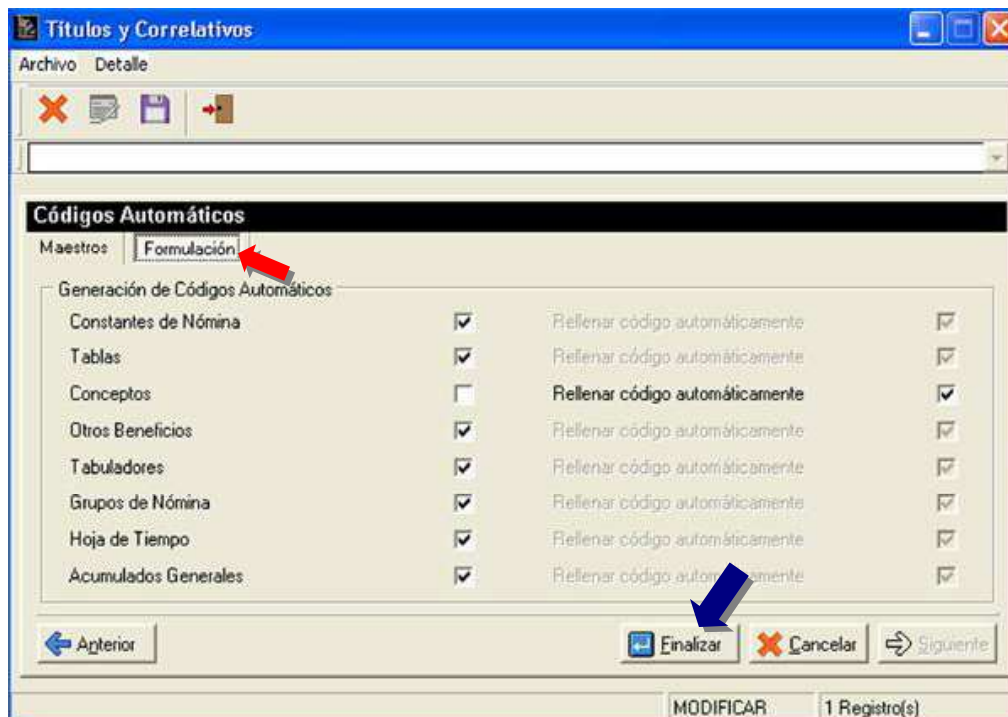 Títulos y Correlativos
Archivo Detalle
Códigos Automáticos
Maestros Formulación
Generación de Códigos Automáticos
Constantes de Nómina Rellenar código automáticamente
Tablas Rellenar código automáticamente
Conceptos Rellenar código automáticamente
Otros Beneficios Rellenar código automáticamente
Tabuladores Rellenar código automáticamente
Grupos de Nómina Rellenar código automáticamente
Hoja de Tiempo Rellenar código automáticamente
Acumulados Generales Rellenar código automáticamente
Anterior Finalizar Cancelar Siguiente
MODIFICAR 1 Registro(s)